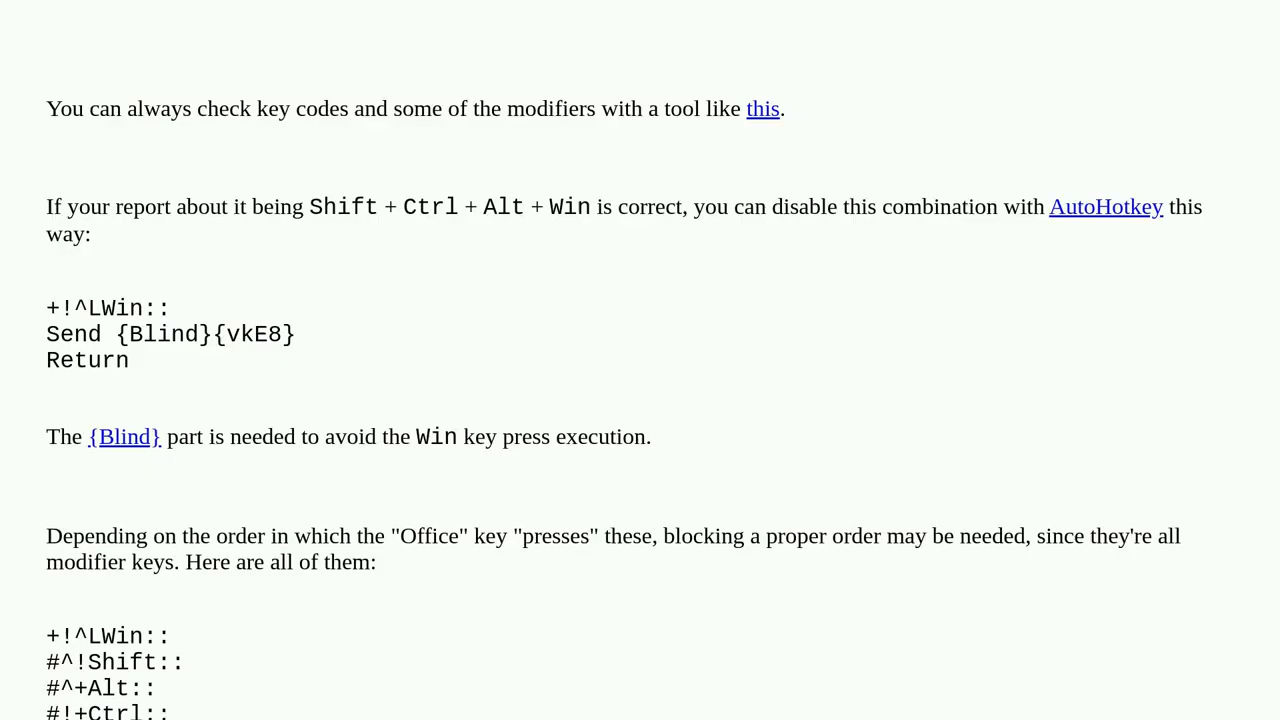 You can always check key codes and some of the modifiers with a tool like this.
If your report about it being Shift + Ctrl + Alt + Win is correct, you can disable this combination with AutoHotkey this
way:
+!^LWin::
Send {Blind}{vkE8}
Return
The {Blind} part is needed to avoid the Win key press execution.
Depending on the order in which the "Office" key "presses" these, blocking a proper order may be needed, since they're all
modifier keys. Here are all of them:
+!^LWin::
#^!Shift::
#^+Alt::
#!+Ctrl::